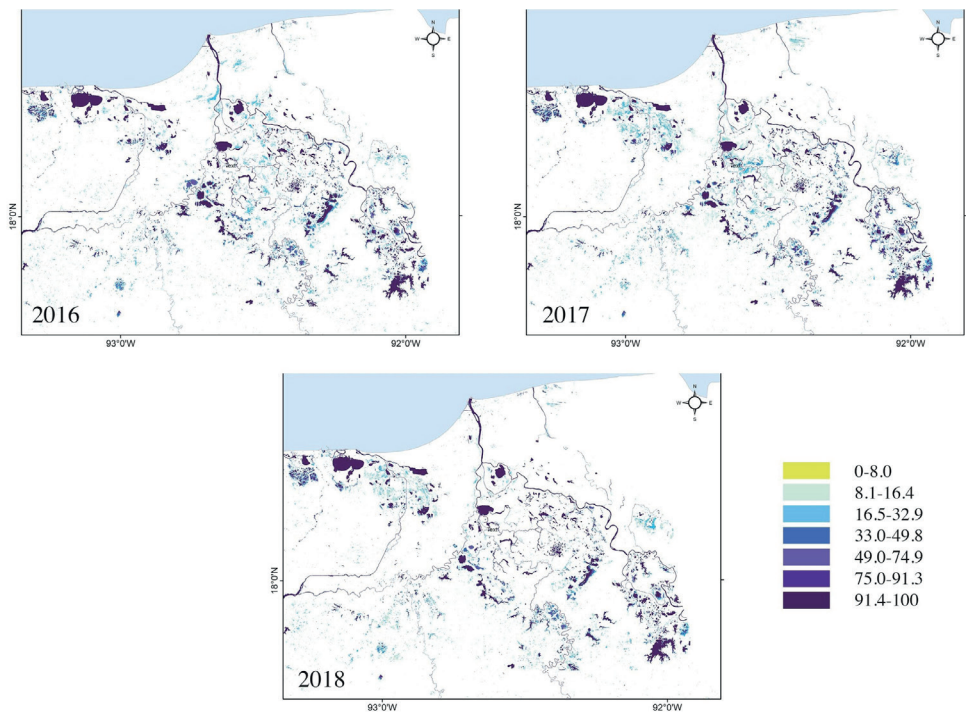 N
W E
S
18°0'N
2016
93°0'W
92°0'W
N
W E
S
18°0'N
2017
93°0'W
92°0'W
N
W E
S
18°0'N
2018
93°0'W
92°0'W
0-8.0
8.1-16.4
16.5-32.9
33.0-49.8
49.0-74.9
75.0-91.3
91.4-100